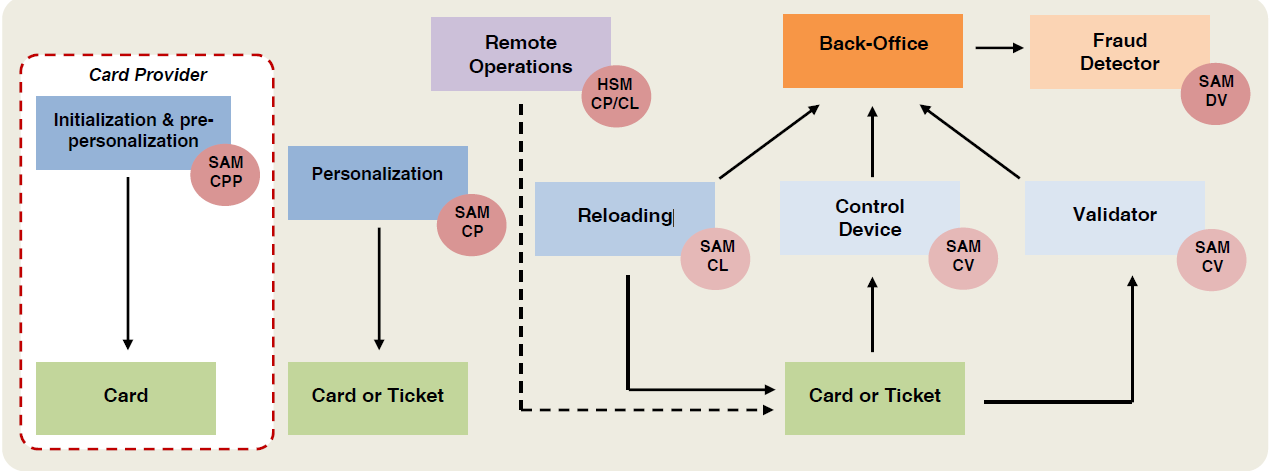 Card Provider
Initialization & pre-
personalization
SAM
CPP
Card
Personalization
SAM
CP
Card or Ticket
Remote
Operations
HSM
CP/CL
Reloading
SAM
CL
Back-Office
Fraud
Detector
SAM
DV
Control
Device
SAM
CV
Validator
SAM
CV
Card or Ticket